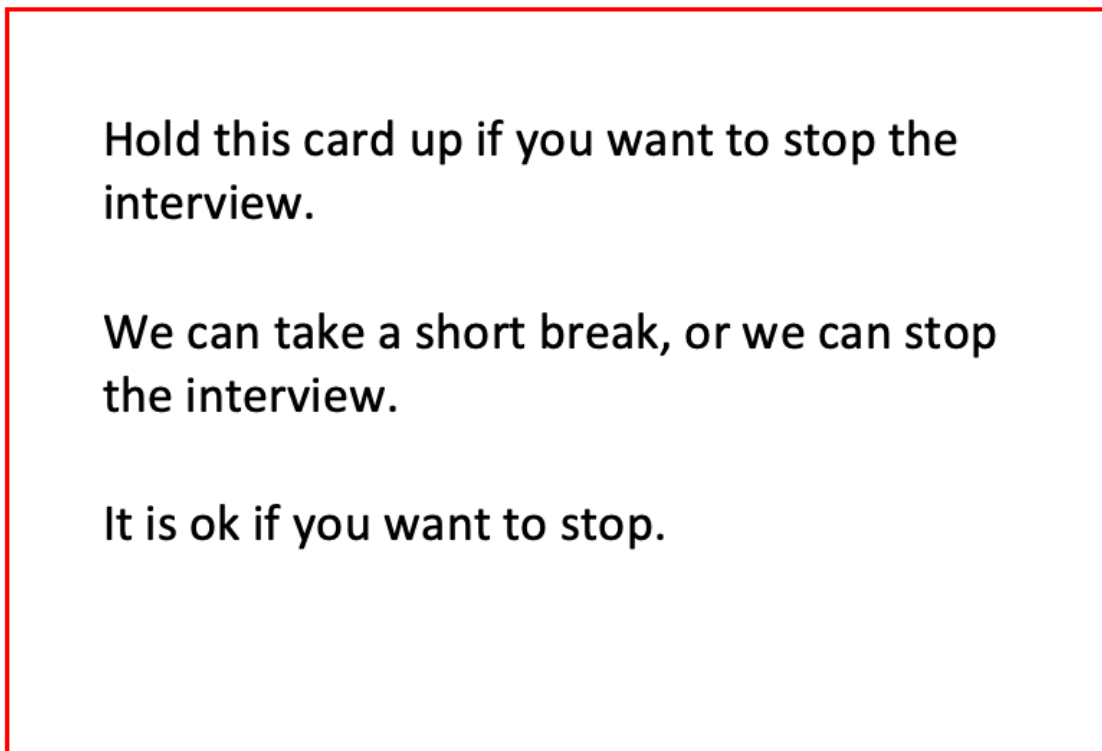 Hold this card up if you want to stop the
interview.
We can take a short break, or we can stop
the interview.
It is ok if you want to stop.